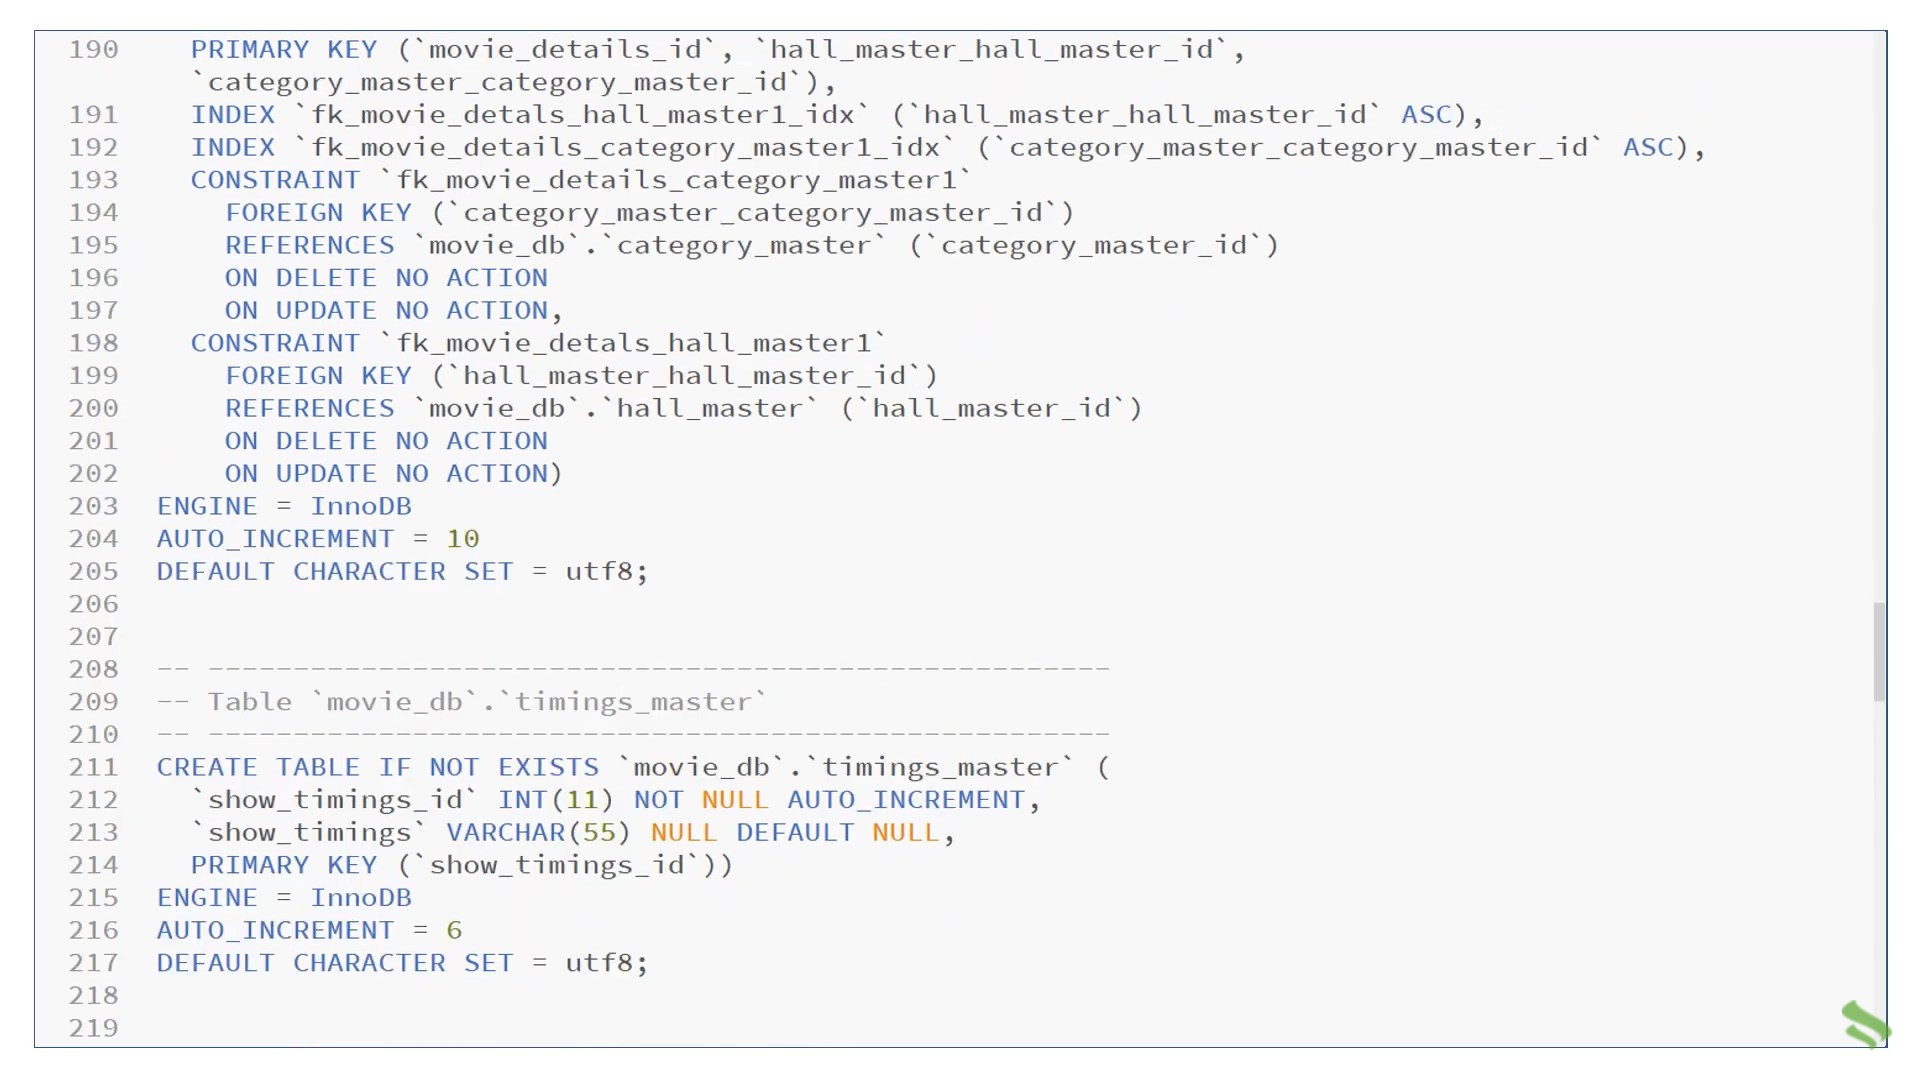 190 PRIMARY KEY (`movie_details_id`, `hall_master_hall_master_id`,
`category_master_category_master_id`),
191 INDEX `fk_movie_detals_hall_master1_idx` (`hall_master_hall_master_id` ASC),
192 INDEX `fk_movie_details_category_master1_idx` (`category_master_category_master_id` ASC),
193 CONSTRAINT `fk_movie_details_category_master1`
194 FOREIGN KEY (`category_master_category_master_id`)
195 REFERENCES `movie_db`.`category_master` (`category_master_id`)
196 ON DELETE NO ACTION
197 ON UPDATE NO ACTION,
198 CONSTRAINT `fk_movie_detals_hall_master1`
199 FOREIGN KEY (`hall_master_hall_master_id`)
200 REFERENCES `movie_db`.`hall_master` (`hall_master_id`)
201 ON DELETE NO ACTION
202 ON UPDATE NO ACTION)
203 ENGINE = InnoDB
204 AUTO_INCREMENT = 10
205 DEFAULT CHARACTER SET = utf8;
206
207
208 -- -----------------------------------------------------
209 -- Table `movie_db`.`timings_master`
210 -- -----------------------------------------------------
211 CREATE TABLE IF NOT EXISTS `movie_db`.`timings_master` (
212 `show_timings_id` INT(11) NOT NULL AUTO_INCREMENT,
213 `show_timings` VARCHAR(55) NULL DEFAULT NULL,
214 PRIMARY KEY (`show_timings_id`))
215 ENGINE = InnoDB
216 AUTO_INCREMENT = 6
217 DEFAULT CHARACTER SET = utf8;
218
219